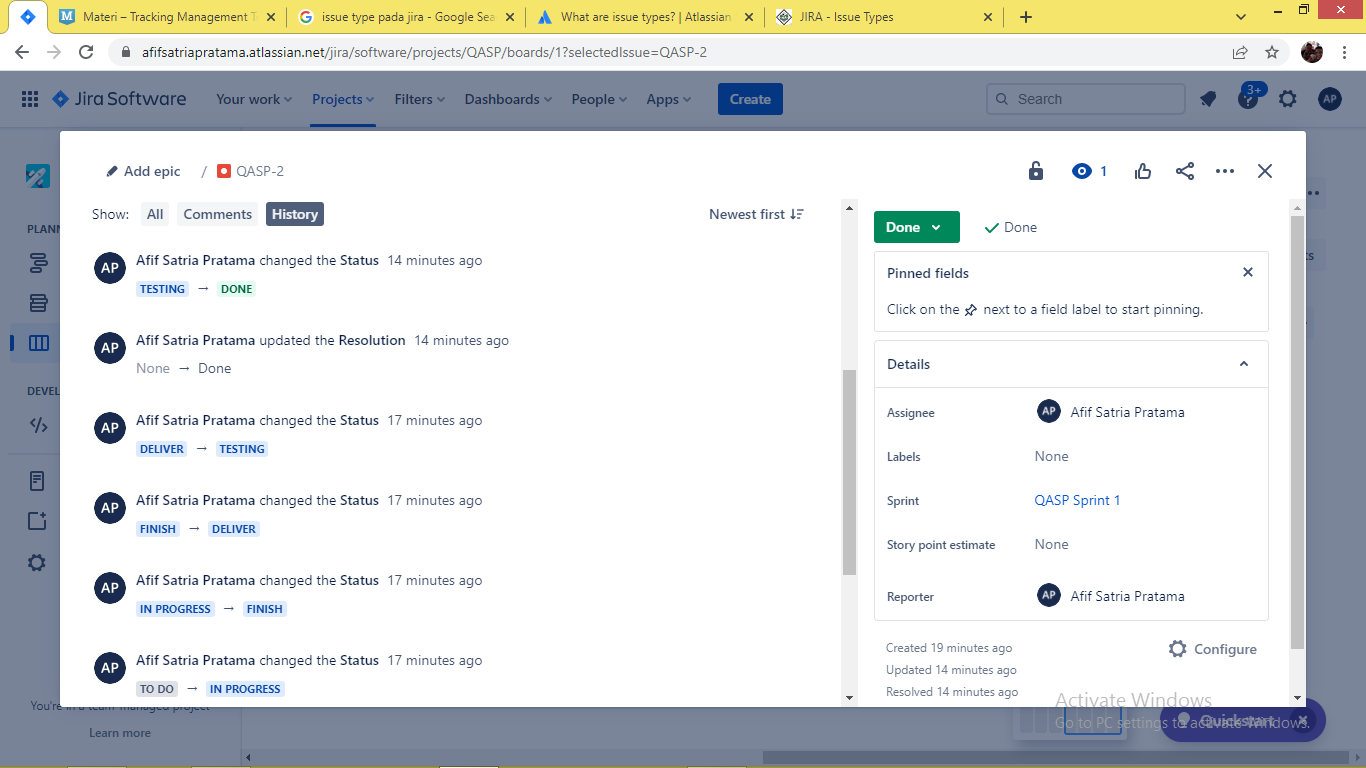 Materi – Tracking Management T
issue type pada jira - Google Sea
What are issue types? | Atlassian
JIRA - Issue Types
afifsatriapratama.atlassian.net/jira/software/projects/QASP/boards/1?selectedIssue=QASP-2
Jira Software
Your work
Projects
Filters
Dashboards
People
Apps
Create
Search
3+
AP
Add epic / QASP-2
1
Show: All Comments History
Newest first
AP
Afif Satria Pratama changed the Status 14 minutes ago
TESTING → DONE
AP
Afif Satria Pratama updated the Resolution 14 minutes ago
None → Done
AP
Afif Satria Pratama changed the Status 17 minutes ago
DELIVER → TESTING
AP
Afif Satria Pratama changed the Status 17 minutes ago
FINISH → DELIVER
AP
Afif Satria Pratama changed the Status 17 minutes ago
IN PROGRESS → FINISH
AP
Afif Satria Pratama changed the Status 17 minutes ago
TO DO → IN PROGRESS
Done
Done
Pinned fields
Click on the next to a field label to start pinning.
Details
Assignee AP Afif Satria Pratama
Labels None
Sprint QASP Sprint 1
Story point estimate None
Reporter AP Afif Satria Pratama
Created 19 minutes ago
Configure
Updated 14 minutes ago
Resolved 14 minutes ago
PLANN
DEVEL
You're in a team-managed project
Learn more
Quickstart
Activate Windows
Go to PC settings to activate Windows.